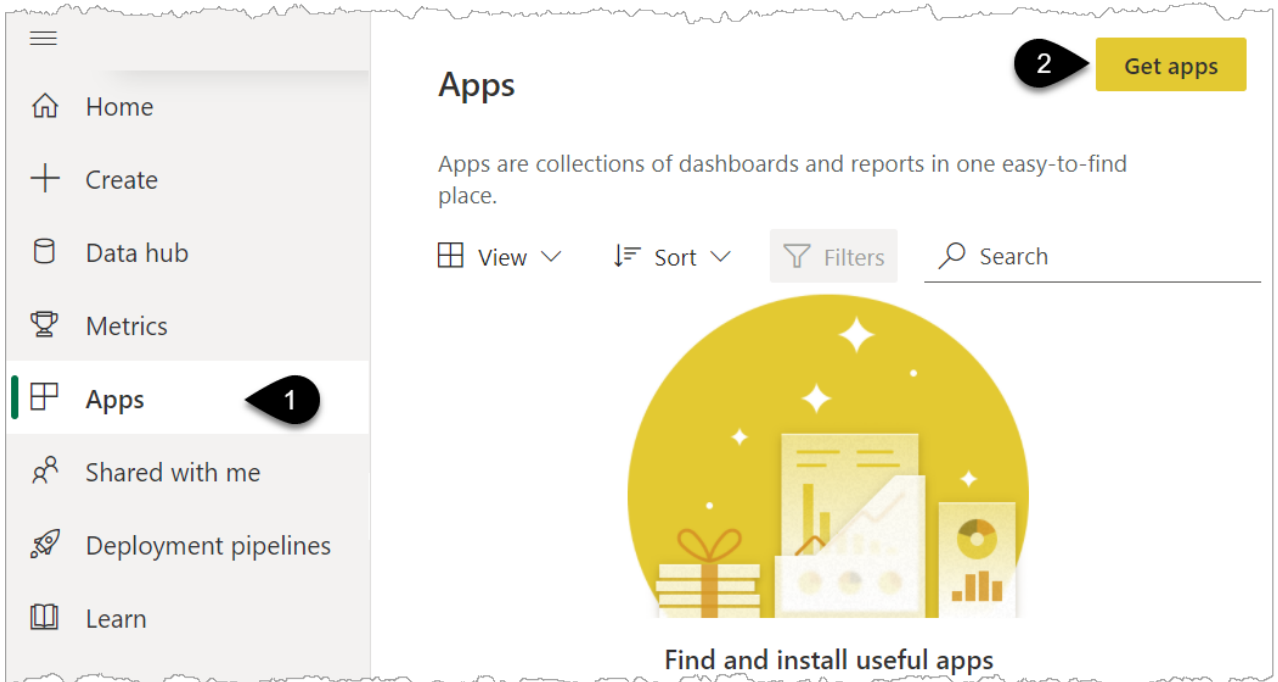 Home
Create
Data hub
Metrics
Apps
1
Shared with me
Deployment pipelines
Learn
Apps
2
Get apps
Apps are collections of dashboards and reports in one easy-to-find
place.
View
Sort
Filters
Search
Find and install useful apps